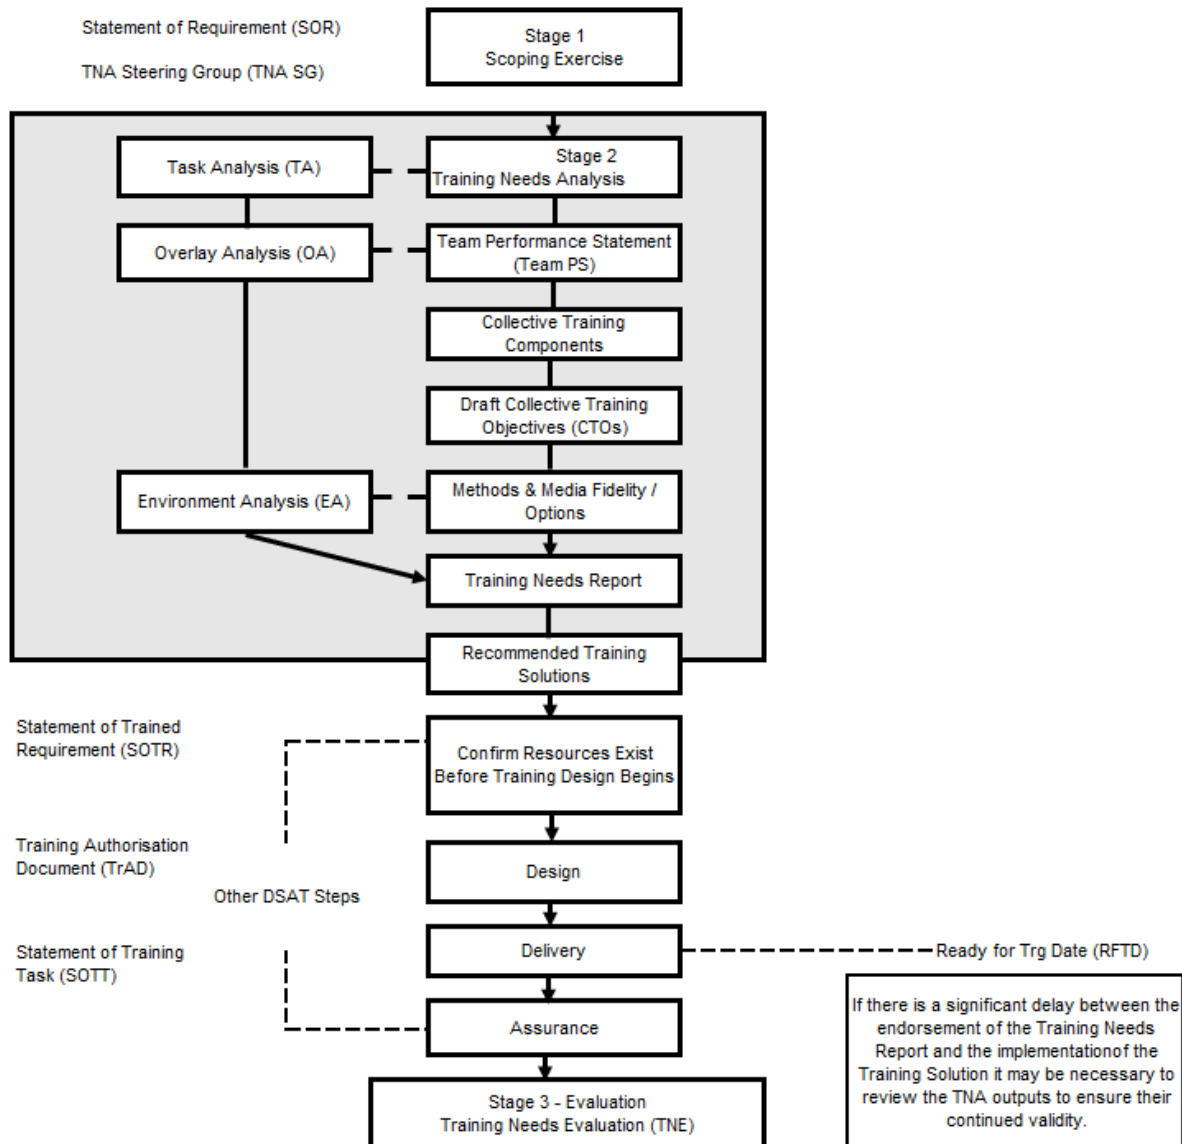 Statement of Requirement (SOR)
TNA Steering Group (TNA SG)
Stage 1
Scoping Exercise
Task Analysis (TA)
Stage 2
Training Needs Analysis
Overlay Analysis (OA)
Team Performance Statement
(Team PS)
Collective Training
Components
Draft Collective Training
Objectives (CTOs)
Environment Analysis (EA)
Methods & Media Fidelity /
Options
Training Needs Report
Recommended Training
Solutions
Statement of Trained
Requirement (SOTR)
Confirm Resources Exist
Before Training Design Begins
Training Authorisation
Document (TrAD)
Design
Other DSAT Steps
Statement of Training
Task (SOTT)
Delivery
Ready for Trg Date (RFTD)
Assurance
If there is a significant delay between the
endorsement of the Training Needs
Report and the implementationof the
Training Solution it may be necessary to
review the TNA outputs to ensure their
continued validity.
Stage 3 - Evaluation
Training Needs Evaluation (TNE)